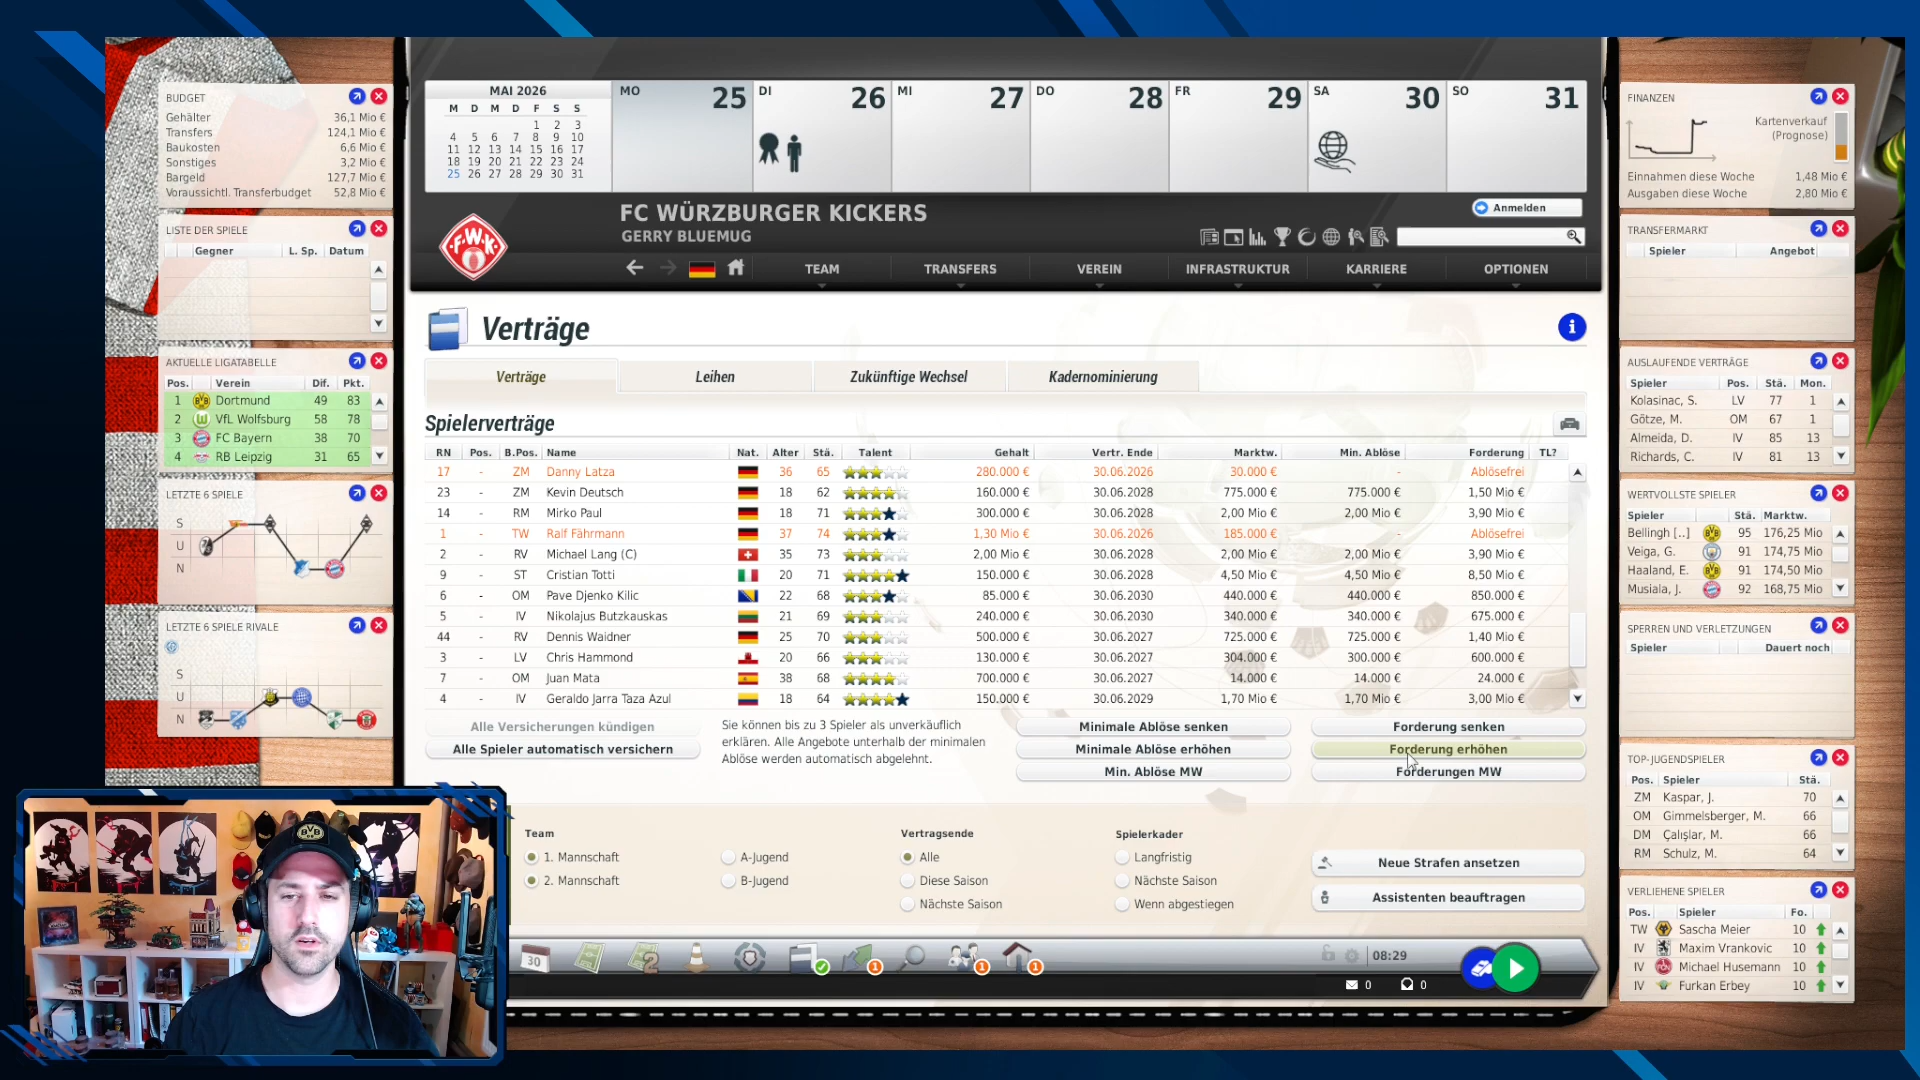 BUDGET
Gehälter 36,1 Mio €
Transfers 124,1 Mio €
Baukosten 6,6 Mio €
Sonstiges 3,2 Mio €
Bargeld 127,7 Mio €
Voraussichtl. Transferbudget 52,8 Mio €
LISTE DER SPIELE
Gegner L. Sp. Datum
AKTUELLE LIGATABELLE
Pos. Verein Dif. Pkt.
1 Dortmund 49 83
2 VfL Wolfsburg 58 78
3 FC Bayern 38 70
4 RB Leipzig 31 65
LETZTE 6 SPIELE
S
U
N
LETZTE 6 SPIELE RIVALE
S
U
N
MAI 2026
M D M D F S S
1 2 3
4 5 6 7 8 9 10
11 12 13 14 15 16 17
18 19 20 21 22 23 24
25 26 27 28 29 30 31
MO 25 DI 26 MI 27 DO 28 FR 29 SA 30 SO 31
FC WÜRZBURGER KICKERS
GERRY BLUEMUG
Anmelden
FWK
TEAM TRANSFERS VEREIN INFRASTRUKTUR KARRIERE OPTIONEN
Verträge
Verträge Leihen Zukünftige Wechsel Kadernominierung
Spielerverträge
RN Pos. B.Pos. Name Nat. Alter Stä. Talent Gehalt Vertr. Ende Marktw. Min. Ablöse Forderung TL?
17 - ZM Danny Latza 36 65 280.000 € 30.06.2026 30.000 € - Ablösefrei
23 - ZM Kevin Deutsch 18 62 160.000 € 30.06.2028 775.000 € 775.000 € 1,50 Mio €
14 - RM Mirko Paul 18 71 300.000 € 30.06.2028 2,00 Mio € 2,00 Mio € 3,90 Mio €
1 - TW Ralf Fährmann 37 74 1,30 Mio € 30.06.2026 185.000 € - Ablösefrei
2 - RV Michael Lang (C) 35 73 2,00 Mio € 30.06.2028 2,00 Mio € 2,00 Mio € 3,90 Mio €
9 - ST Cristian Totti 20 71 150.000 € 30.06.2028 4,50 Mio € 4,50 Mio € 8,50 Mio €
6 - OM Pave Djenko Kilic 22 68 85.000 € 30.06.2030 440.000 € 440.000 € 850.000 €
5 - IV Nikolajus Butzkauskas 21 69 240.000 € 30.06.2030 340.000 € 340.000 € 675.000 €
44 - RV Dennis Waidner 25 70 500.000 € 30.06.2027 725.000 € 725.000 € 1,40 Mio €
3 - LV Chris Hammond 20 66 130.000 € 30.06.2027 304.000 € 300.000 € 600.000 €
7 - OM Juan Mata 38 68 700.000 € 30.06.2027 14.000 € 14.000 € 24.000 €
4 - IV Geraldo Jarra Taza Azul 18 64 150.000 € 30.06.2029 1,70 Mio € 1,70 Mio € 3,00 Mio €
Alle Versicherungen kündigen
Alle Spieler automatisch versichern
Sie können bis zu 3 Spieler als unverkäuflich
erklären. Alle Angebote unterhalb der minimalen
Ablöse werden automatisch abgelehnt.
Minimale Ablöse senken
Minimale Ablöse erhöhen
Min. Ablöse MW
Forderung senken
Forderung erhöhen
Forderungen MW
Team
1. Mannschaft A-Jugend
2. Mannschaft B-Jugend
Vertragsende
Alle
Diese Saison
Nächste Saison
Spielerkader
Langfristig
Nächste Saison
Wenn abgestiegen
Neue Strafen ansetzen
Assistenten beauftragen
30 2 1 1 1
08:29
0 0
FINANZEN
Kartenverkauf
(Prognose)
Einnahmen diese Woche 1,48 Mio €
Ausgaben diese Woche 2,80 Mio €
TRANSFERMARKT
Spieler Angebot
AUSLAUFENDE VERTRÄGE
Spieler Pos. Stä. Mon.
Kolasinac, S. LV 77 1
Götze, M. OM 67 1
Almeida, D. IV 85 13
Richards, C. IV 81 13
WERTVOLLSTE SPIELER
Spieler Stä. Marktw.
Bellingh [..] 95 176,25 Mio
Veiga, G. 91 174,75 Mio
Haaland, E. 91 174,50 Mio
Musiala, J. 92 168,75 Mio
SPERREN UND VERLETZUNGEN
Spieler Dauert noch
TOP-JUGENDSPIELER
Pos. Spieler Stä.
ZM Kaspar, J. 70
OM Gimmelsberger, M. 66
DM Çalışlar, M. 66
RM Schulz, M. 64
VERLIEHENE SPIELER
Pos. Spieler Fo.
TW Sascha Meier 10
IV Maxim Vrankovic 10
IV Michael Husemann 10
IV Furkan Erbey 10
BVB